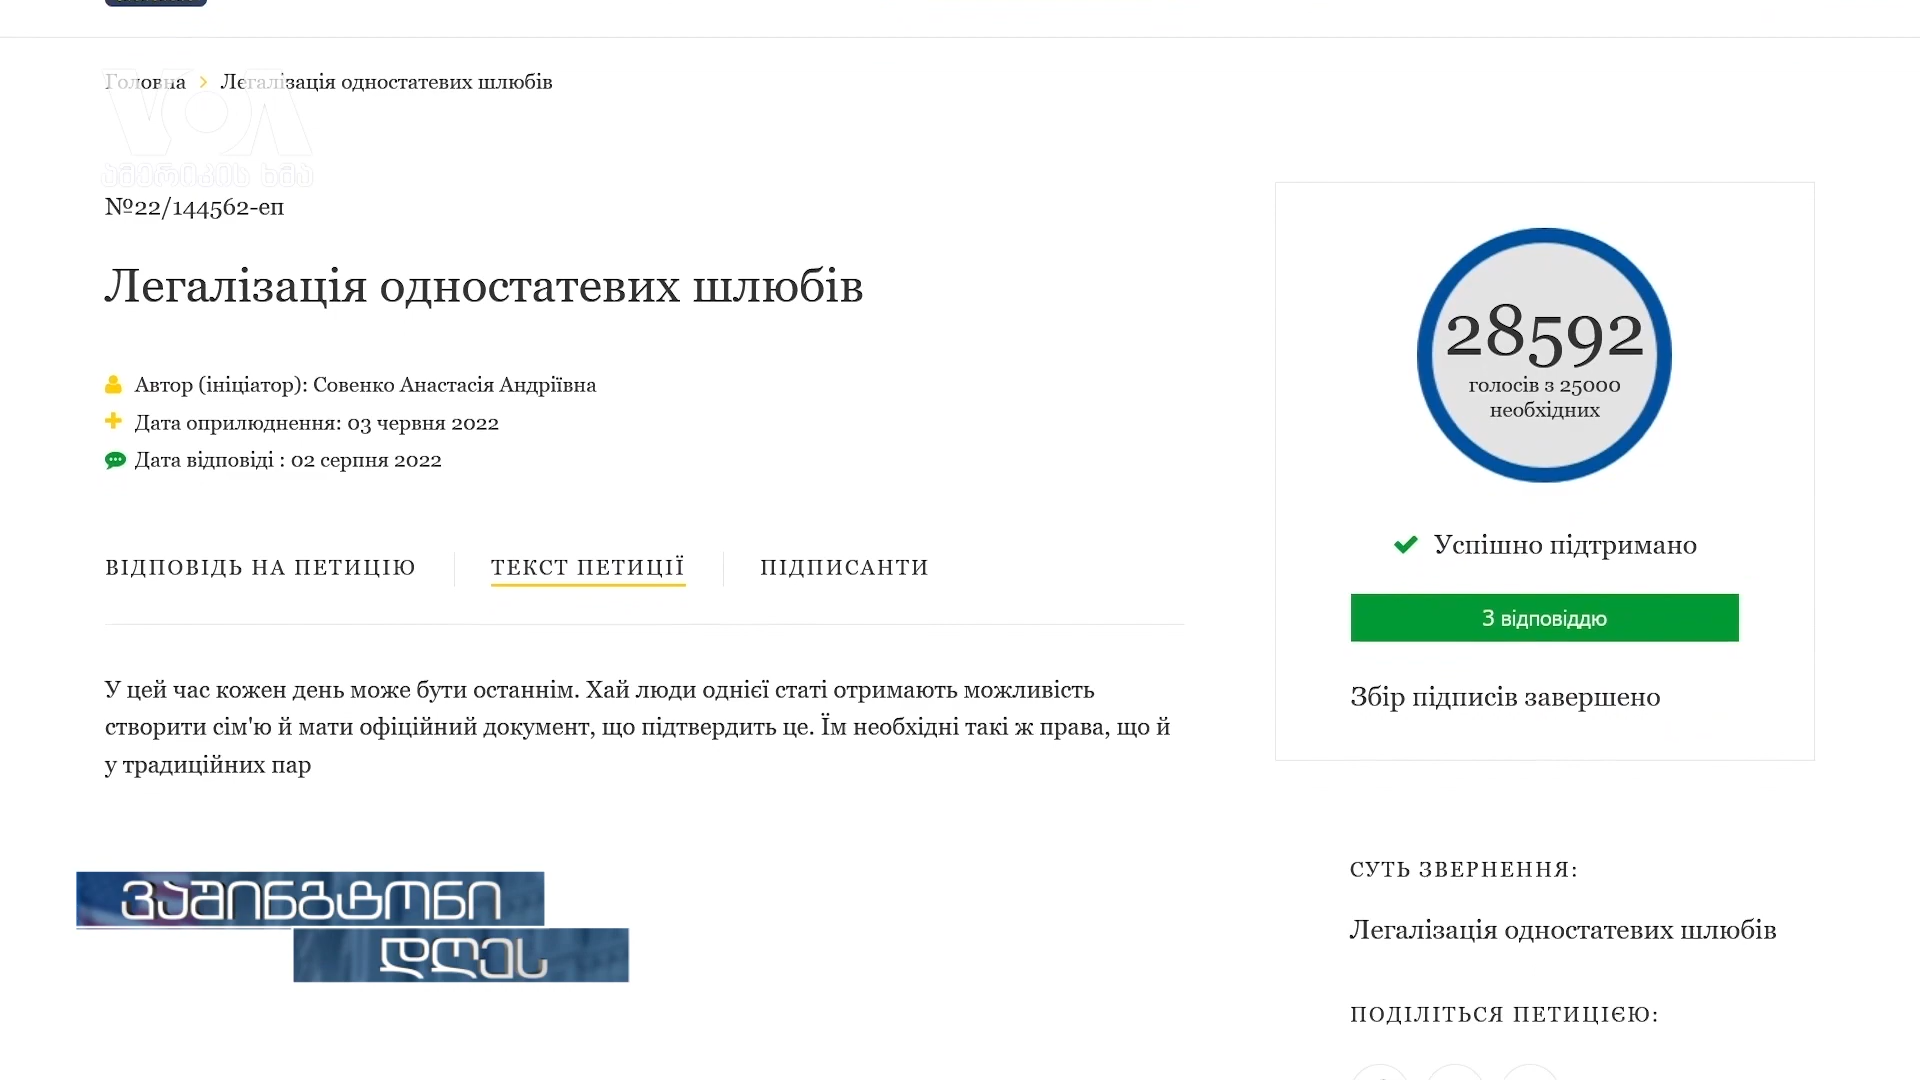 Головна > Легалізація одностатевих шлюбів
VOA
ამერიკის ხმა
№22/144562-еп
Легалізація одностатевих шлюбів
Автор (ініціатор): Совенко Анастасія Андріївна
Дата оприлюднення: 03 червня 2022
Дата відповіді : 02 серпня 2022
ВІДПОВІДЬ НА ПЕТИЦІЮ
ТЕКСТ ПЕТИЦІЇ
ПІДПИСАНТИ
У цей час кожен день може бути останнім. Хай люди однієї статі отримають можливість
створити сім'ю й мати офіційний документ, що підтвердить це. Їм необхідні такі ж права, що й
у традиційних пар
28592
голосів з 25000
необхідних
Успішно підтримано
З відповіддю
Збір підписів завершено
СУТЬ ЗВЕРНЕННЯ:
Легалізація одностатевих шлюбів
ПОДІЛІТЬСЯ ПЕТИЦІЄЮ:
ვაშინგტონი
დღეს